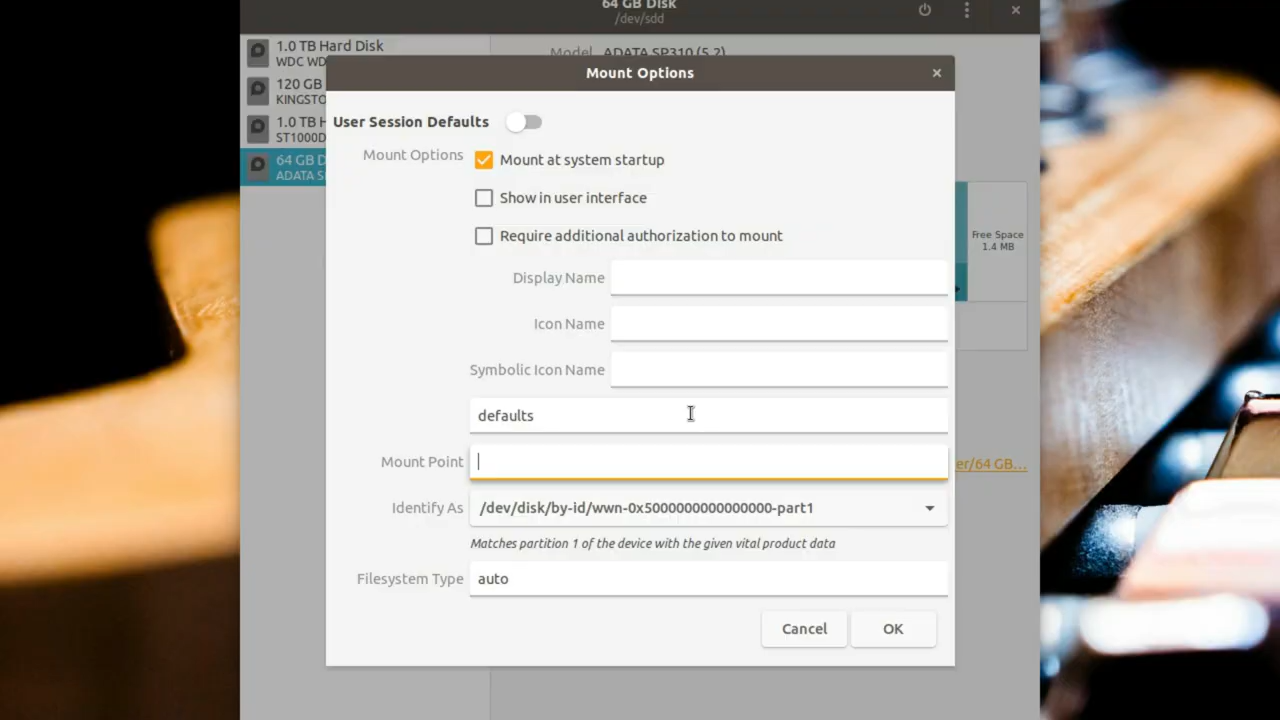 64 GB Disk
/dev/sdd
1.0 TB Hard Disk
WDC WD
Model ADATA SP310 (5.2)
120 GB
KINGSTO
1.0 TB H
ST1000D
64 GB D
ADATA S
Mount Options
User Session Defaults
Mount Options
Mount at system startup
Show in user interface
Require additional authorization to mount
Display Name
Icon Name
Symbolic Icon Name
defaults
Mount Point
Identify As /dev/disk/by-id/wwn-0x5000000000000000-part1
Matches partition 1 of the device with the given vital product data
Filesystem Type auto
Cancel OK
Free Space
1.4 MB
er/64 GB...